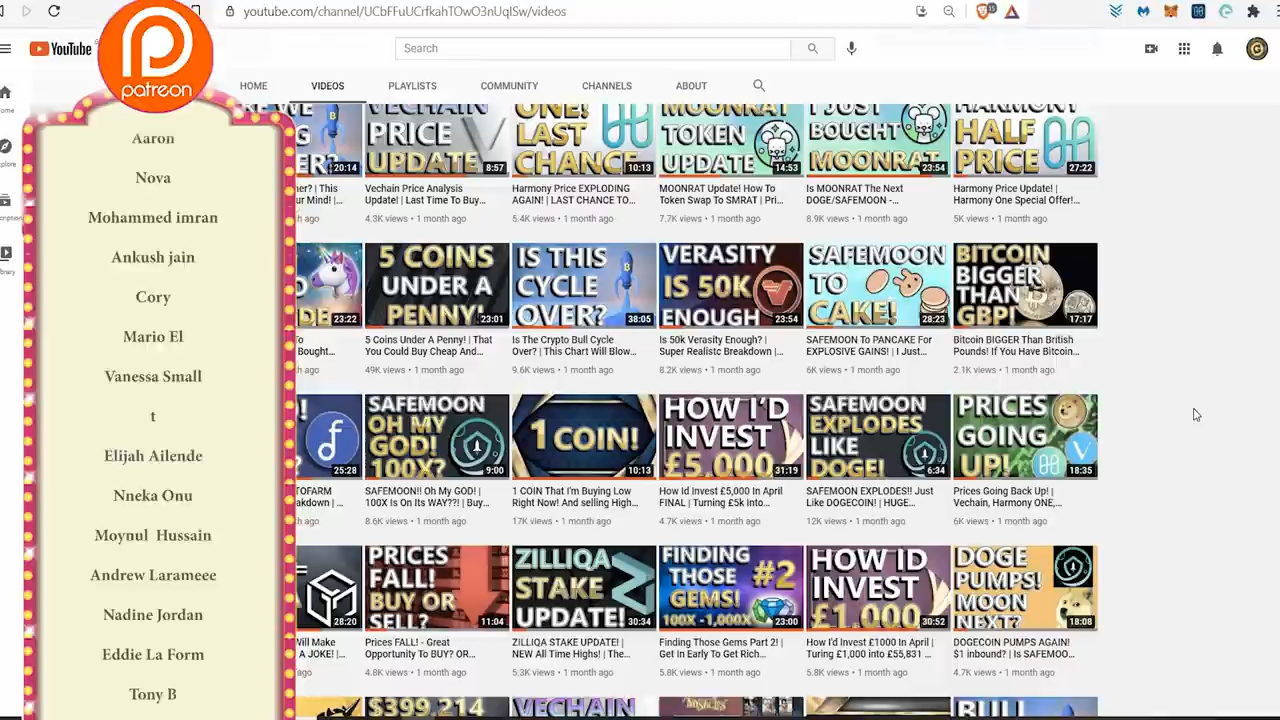 youtube.com/channel/UCbFFuUCrfkahTOwO3nUqlSw/videos
YouTube
Search
HOME
VIDEOS
PLAYLISTS
COMMUNITY
CHANNELS
ABOUT
patreon
Aaron
Nova
Mohammed imran
Ankush jain
Cory
Mario El
Vanessa Small
t
Elijah Ailende
Nneka Onu
Moynul Hussain
Andrew Larameee
Nadine Jordan
Eddie La Form
Tony B
20:14
VECHAIN
PRICE
UPDATE
8:57
Vechain Price Analysis
Update! | Last Time To Buy...
4.3K views • 1 month ago
ONE!
LAST
CHANCE
10:13
Harmony Price EXPLODING
AGAIN! | LAST CHANCE TO...
5.4K views • 1 month ago
MOONRAT
TOKEN
UPDATE
14:53
MOONRAT Update! How To
Token Swap To SMRAT | Pri...
7.7K views • 1 month ago
I JUST
BOUGHT
MOONRAT
23:54
Is MOONRAT The Next
DOGE/SAFEMOON -...
8.9K views • 1 month ago
HARMONY
HALF
PRICE
27:22
Harmony Price Update! |
Harmony One Special Offer!...
5K views • 1 month ago
23:22
5 COINS
UNDER A
PENNY!
23:01
5 Coins Under A Penny! | That
You Could Buy Cheap And...
49K views • 1 month ago
IS THIS
CYCLE
OVER?
38:05
Is The Crypto Bull Cycle
Over? | This Chart Will Blow...
9.6K views • 1 month ago
VERASITY
IS 50K
ENOUGH
23:54
Is 50k Verasity Enough? |
Super Realistc Breakdown |...
8.2K views • 1 month ago
SAFEMOON
TO
CAKE!
28:23
SAFEMOON To PANCAKE For
EXPLOSIVE GAINS! | I Just...
6K views • 1 month ago
BITCOIN
BIGGER
THAN
GBP!
17:17
Bitcoin BIGGER Than British
Pounds! If You Have Bitcoin...
2.1K views • 1 month ago
25:28
SAFEMOON
OH MY
GOD!
100X?
9:00
SAFEMOON!! Oh My GOD! |
100X Is On Its WAY??! | Buy...
8.6K views • 1 month ago
1 COIN!
10:13
1 COIN That I'm Buying Low
Right Now! And selling High...
17K views • 1 month ago
HOW I'D
INVEST
£5,000
31:19
How Id Invest £5,000 In April
FINAL | Turning £5k Into...
4.7K views • 1 month ago
SAFEMOON
EXPLODES
LIKE
DOGE!
6:34
SAFEMOON EXPLODES!! Just
Like DOGECOIN! | HUGE...
12K views • 1 month ago
PRICES
GOING
UP!
18:35
Prices Going Back Up! |
Vechain, Harmony ONE,...
6K views • 1 month ago
28:20
PRICES
FALL!
BUY OR
SELL?
11:04
Prices FALL! - Great
Opportunity To BUY? OR...
4.8K views • 1 month ago
ZILLIQA
STAKE
UPDATE!
30:34
ZILLIQA STAKE UPDATE! |
NEW All Time Highs! | The...
5.3K views • 1 month ago
FINDING
THOSE
GEMS!
#2
100X -1,000X
23:00
Finding Those Gems Part 2! |
Get In Early To Get Rich...
5.8K views • 1 month ago
HOW ID
INVEST
£1,000
30:52
How I'd Invest £1000 In April |
Turing £1,000 into £55,831 ...
5.8K views • 1 month ago
DOGE
PUMPS!
MOON
NEXT?
18:08
DOGECOIN PUMPS AGAIN!
$1 inbound? | Is SAFEMOO...
4.7K views • 1 month ago
$399,214
VECHAIN
BULL